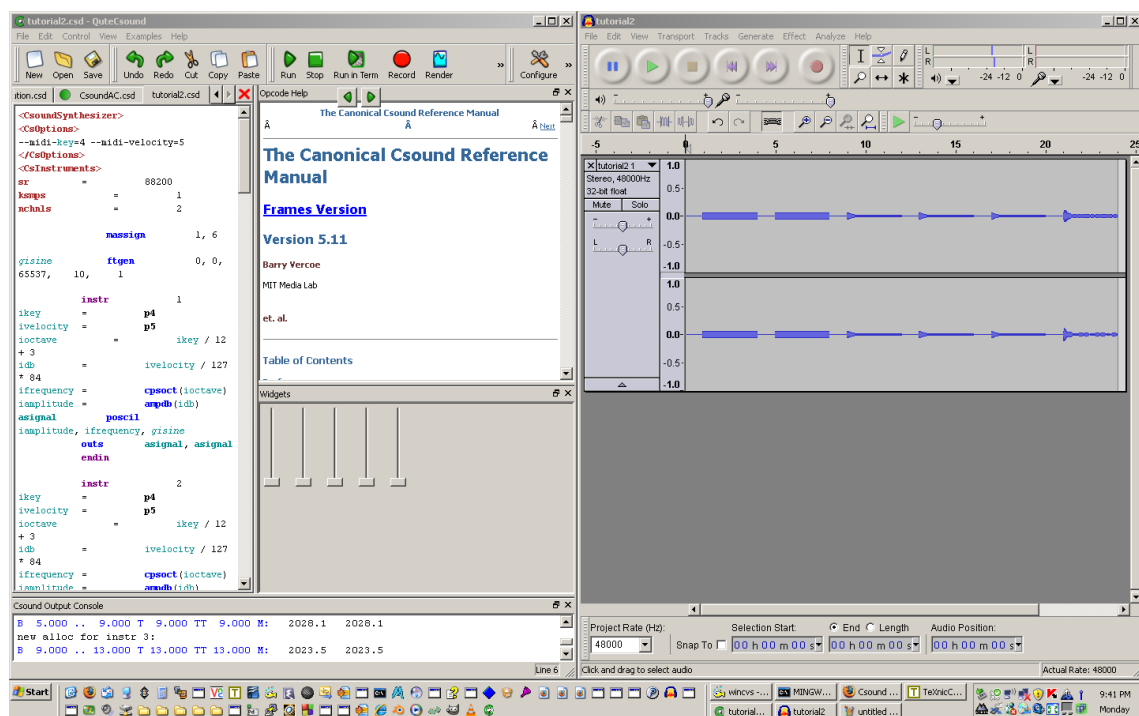 tutorial2.csd - QuteCsound
File Edit Control View Examples Help
New Open Save Undo Redo Cut Copy Paste Run Stop Run in Term Record Render » Configure »
ition.csd CsoundAC.csd tutorial2.csd
<CsoundSynthesizer>
<CsOptions>
--midi-key=4 --midi-velocity=5
</CsOptions>
<CsInstruments>
sr = 88200
ksmps = 1
nchnls = 2
massign 1, 6
gisine ftgen 0, 0,
65537, 10, 1
instr 1
ikey = p4
ivelocity = p5
ioctave = ikey / 12
+ 3
idb = ivelocity / 127
* 84
ifrequency = cpsoct(ioctave)
iamplitude = ampdb(idb)
asignal poscil
iamplitude, ifrequency, gisine
outs asignal, asignal
endin
instr 2
ikey = p4
ivelocity = p5
ioctave = ikey / 12
+ 3
idb = ivelocity / 127
* 84
ifrequency = cpsoct(ioctave)
iamplitude = ampdb(idb)
Opcode Help
The Canonical Csound Reference Manual
Â Â Â Next
The Canonical Csound Reference
Manual
Frames Version
Version 5.11
Barry Vercoe
MIT Media Lab
et. al.
Table of Contents
Widgets
Csound Output Console
B 5.000 .. 9.000 T 9.000 TT 9.000 M: 2028.1 2028.1
new alloc for instr 3:
B 9.000 .. 13.000 T 13.000 TT 13.000 M: 2023.5 2023.5
Line 6
tutorial2
File Edit View Transport Tracks Generate Effect Analyze Help
L
R
-24 -12 0
L
R
-24 -12 0
-5 0 5 10 15 20 25
tutorial2 1
Stereo, 48000Hz
32-bit float
Mute Solo
- +
L R
1.0
0.5-
0.0-
-0.5-
-1.0
1.0
0.5-
0.0-
-0.5-
-1.0
Project Rate (Hz): Selection Start: End Length Audio Position:
48000 Snap To 00 h 00 m 00 s 00 h 00 m 00 s 00 h 00 m 00 s
Click and drag to select audio Actual Rate: 48000
Start wincvs -... MINGW... Csound ... TeXnicC... 9:41 PM
tutorial... tutorial2 untitled ... Monday